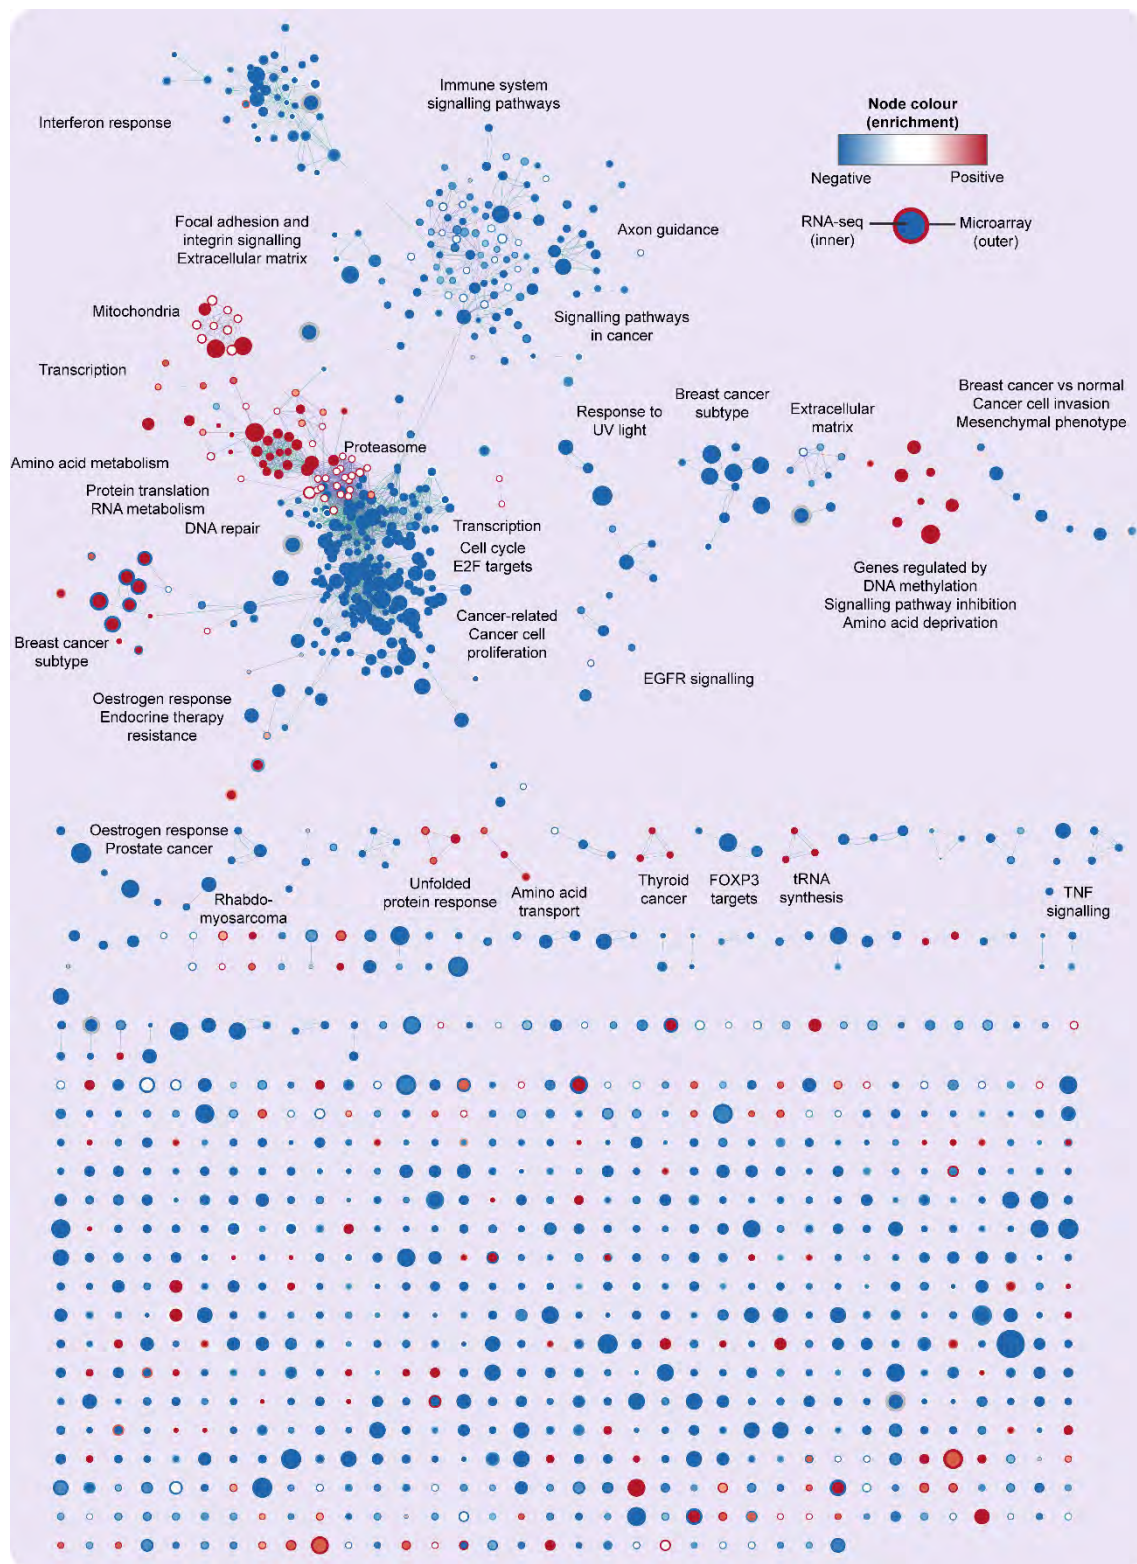 Immune system
signalling pathways
Node colour
(enrichment)
Negative
Positive
RNA-seq
(inner)
Microarray
(outer)
Interferon response
Focal adhesion and
integrin signalling
Extracellular matrix
Axon guidance
Mitochondria
Signalling pathways
in cancer
Transcription
Breast cancer
subtype
Response to
UV light
Extracellular
matrix
Breast cancer vs normal
Cancer cell invasion
Mesenchymal phenotype
Proteasome
Amino acid metabolism
Protein translation
RNA metabolism
DNA repair
Transcription
Cell cycle
E2F targets
Genes regulated by
DNA methylation
Signalling pathway inhibition
Amino acid deprivation
Cancer-related
Cancer cell
proliferation
Breast cancer
subtype
EGFR signalling
Oestrogen response
Endocrine therapy
resistance
Oestrogen response
Prostate cancer
Rhabdo-
myosarcoma
Unfolded
protein response
Amino acid
transport
Thyroid
cancer
FOXP3
targets
tRNA
synthesis
TNF
signalling